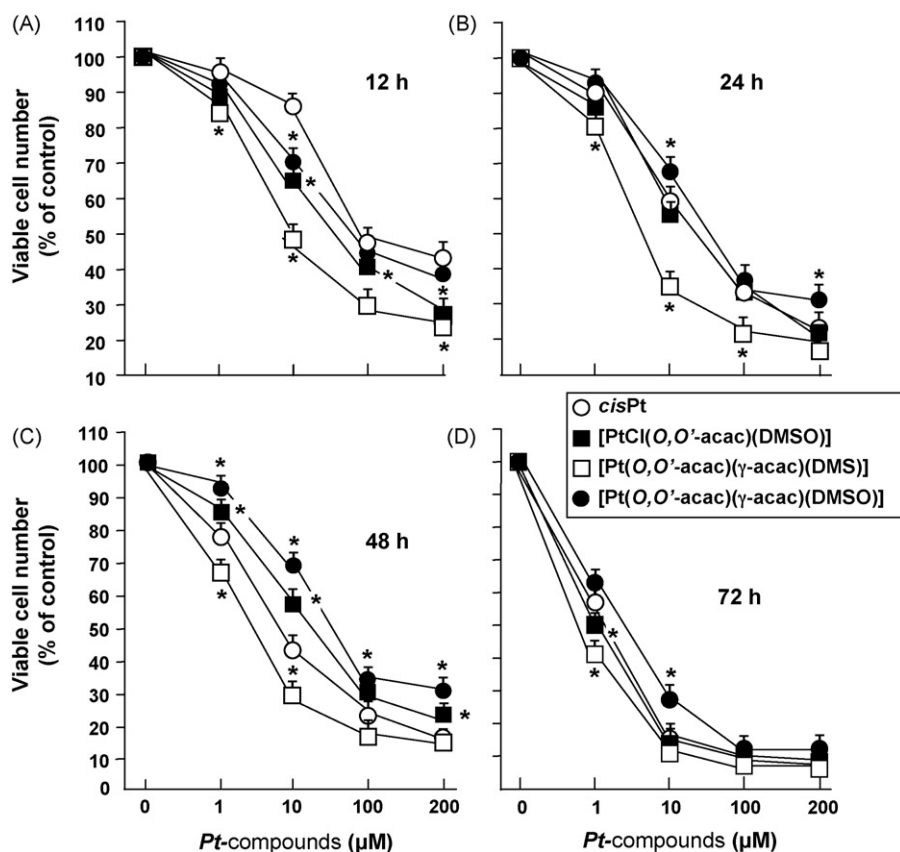 (A)
Viable cell number
(% of control)
110
100
90
80
70
60
50
40
30
20
10
12 h
*
*
*
*
*
*
*
(B)
24 h
*
*
*
*
*
cisPt
[PtCl(O,O'-acac)(DMSO)]
[Pt(O,O'-acac)(γ-acac)(DMS)]
[Pt(O,O'-acac)(γ-acac)(DMSO)]
(C)
Viable cell number
(% of control)
110
100
90
80
70
60
50
40
30
20
10
0
48 h
*
*
*
*
*
*
*
*
*
0 1 10 100 200
Pt-compounds (µM)
(D)
72 h
*
*
*
0 1 10 100 200
Pt-compounds (µM)